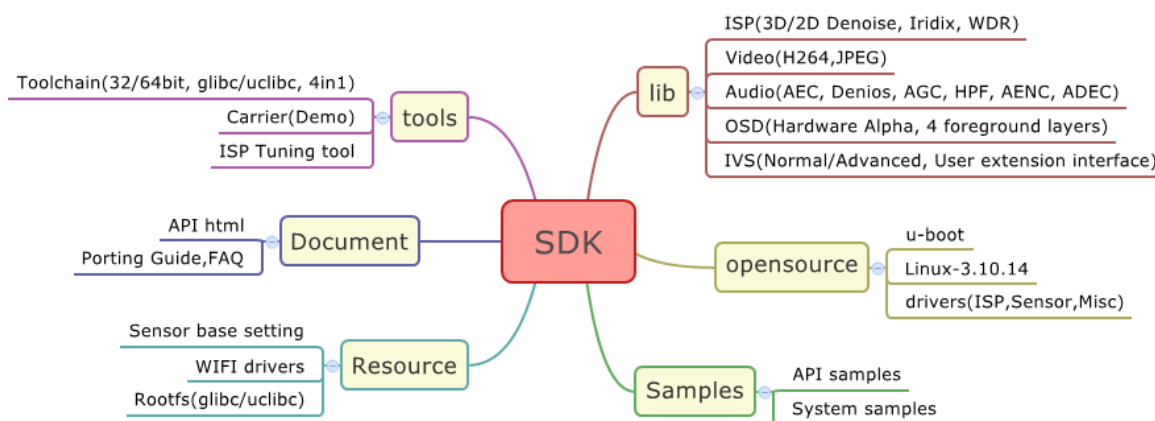 SDK
lib
ISP(3D/2D Denoise, Iridix, WDR)
Video(H264,JPEG)
Audio(AEC, Denios, AGC, HPF, AENC, ADEC)
OSD(Hardware Alpha, 4 foreground layers)
IVS(Normal/Advanced, User extension interface)
opensource
u-boot
Linux-3.10.14
drivers(ISP,Sensor,Misc)
Samples
API samples
System samples
tools
Toolchain(32/64bit, glibc/uclibc, 4in1)
Carrier(Demo)
ISP Tuning tool
Document
API html
Porting Guide,FAQ
Resource
Sensor base setting
WIFI drivers
Rootfs(glibc/uclibc)